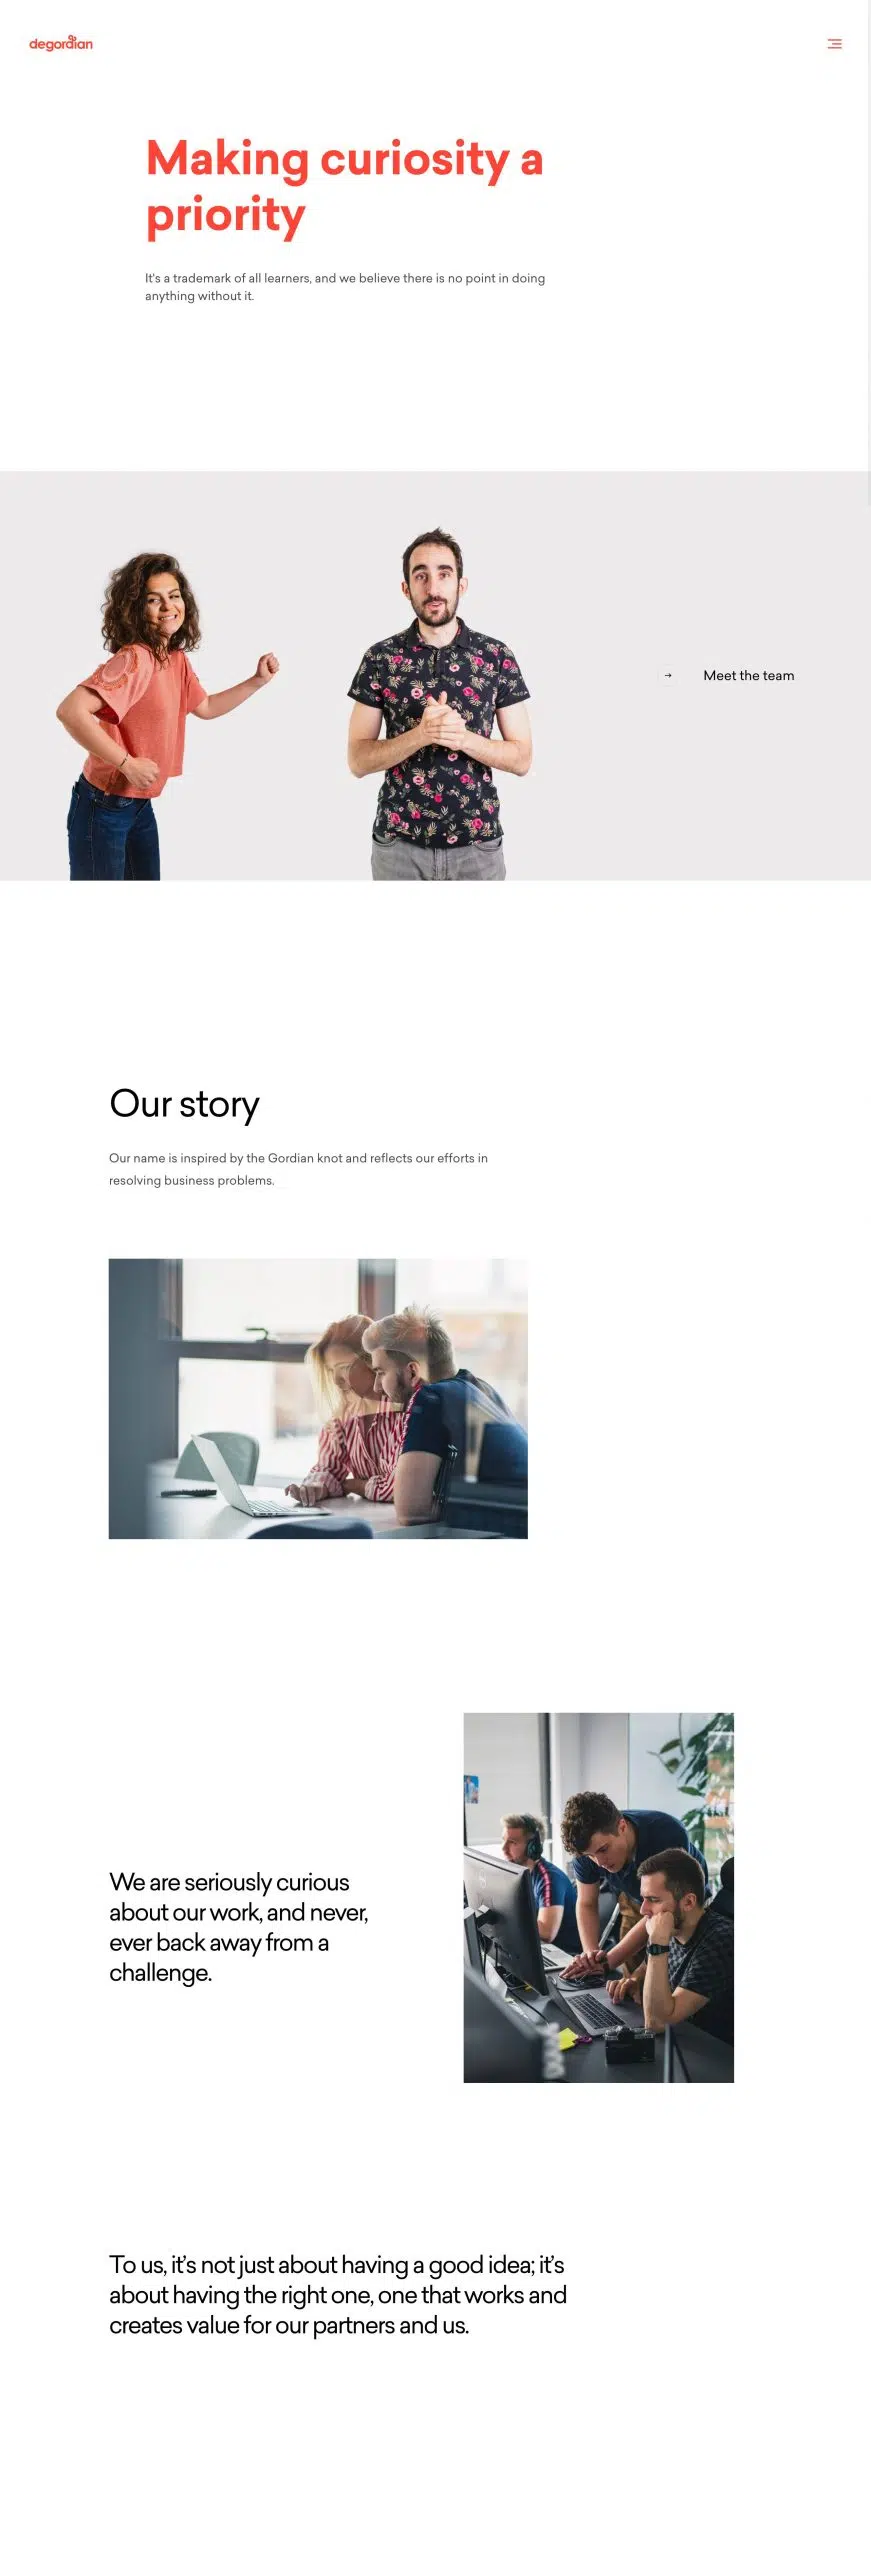 degordian
Making curiosity a
priority
It's a trademark of all learners, and we believe there is no point in doing
anything without it.
→ Meet the team
Our story
Our name is inspired by the Gordian knot and reflects our efforts in
resolving business problems.
We are seriously curious
about our work, and never,
ever back away from a
challenge.
To us, it’s not just about having a good idea; it’s
about having the right one, one that works and
creates value for our partners and us.